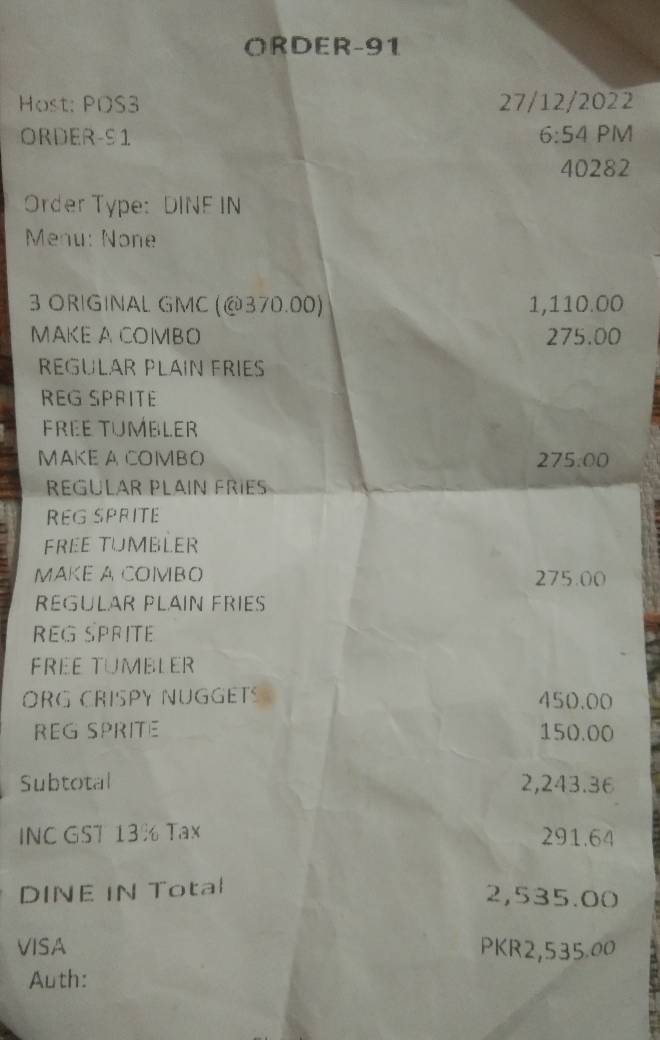 ORDER-91
Host: POS3 27/12/2022
ORDER-91 6:54 PM
40282
Order Type: DINE IN
Menu: None
3 ORIGINAL GMC (@370.00) 1,110.00
MAKE A COMBO 275.00
REGULAR PLAIN FRIES
REG SPRITE
FREE TUMBLER
MAKE A COMBO 275.00
REGULAR PLAIN FRIES
REG SPRITE
FREE TUMBLER
MAKE A COMBO 275.00
REGULAR PLAIN FRIES
REG SPRITE
FREE TUMBLER
ORG CRISPY NUGGETS 450.00
REG SPRITE 150.00
Subtotal 2,243.36
INC GST 13% Tax 291.64
DINE IN Total 2,535.00
VISA PKR2,535.00
Auth: